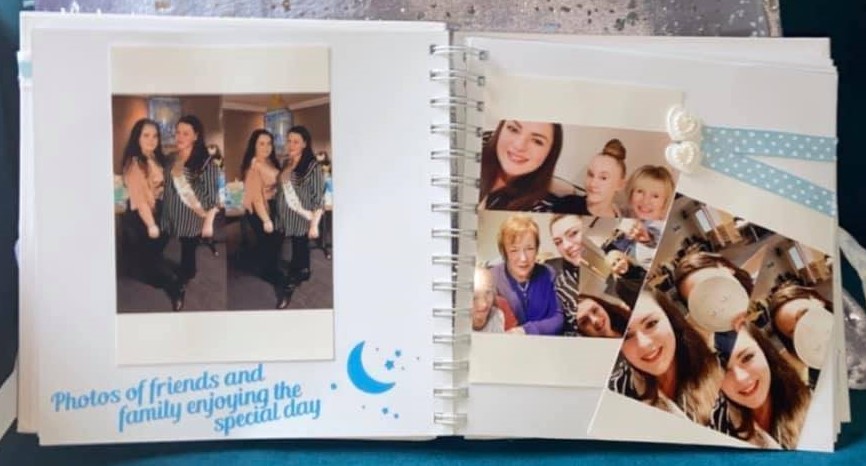 Photos of friends and
family enjoying the
special day